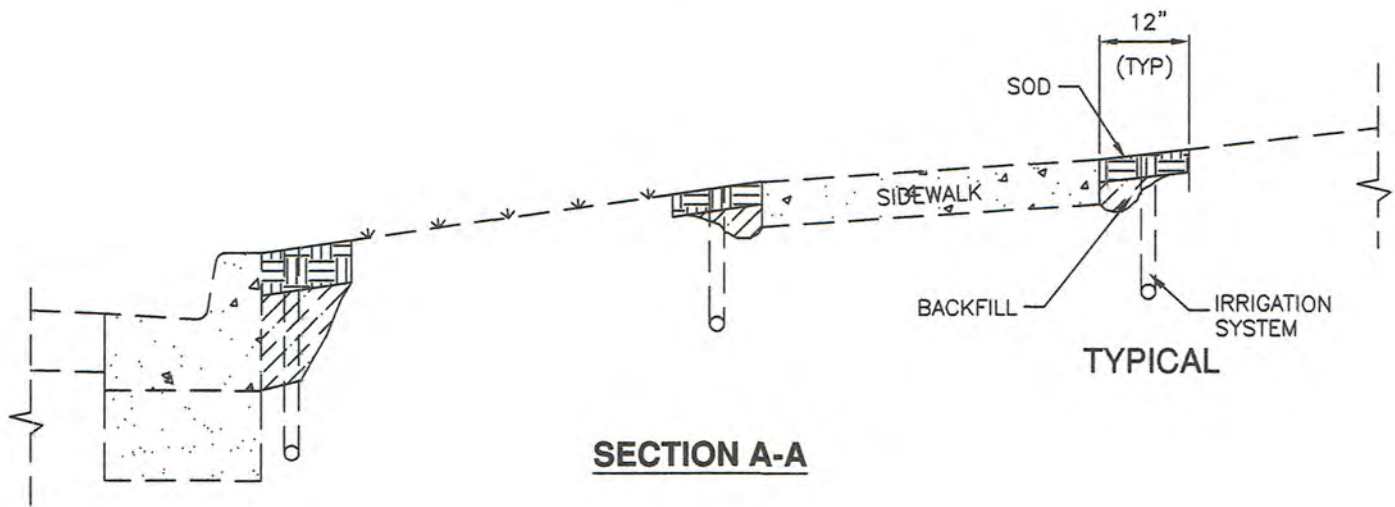 12"
(TYP)
SOD
SIDEWALK
BACKFILL
IRRIGATION
SYSTEM
TYPICAL
SECTION A-A